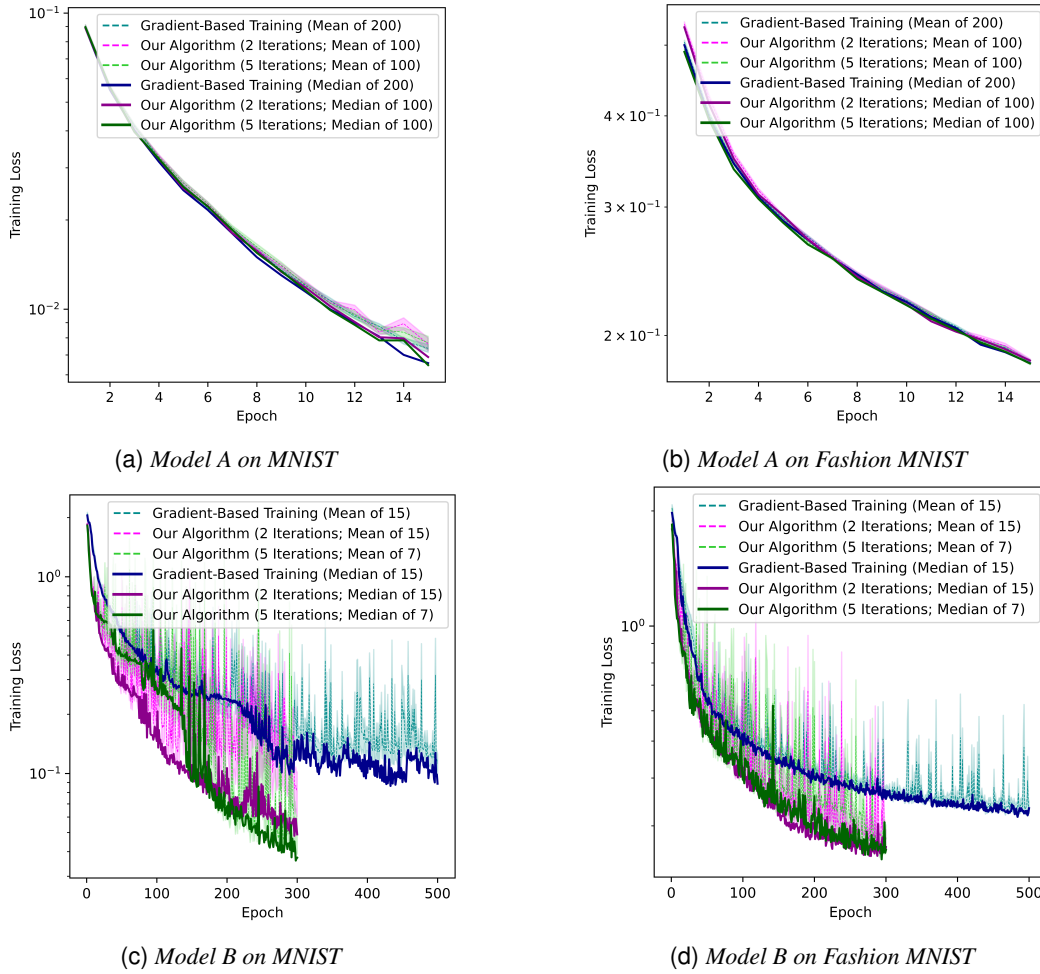 Gradient-Based Training (Mean of 200)
Our Algorithm (2 Iterations; Mean of 100)
Our Algorithm (5 Iterations; Mean of 100)
Gradient-Based Training (Median of 200)
Our Algorithm (2 Iterations; Median of 100)
Our Algorithm (5 Iterations; Median of 100)
10⁻¹
10⁻²
Training Loss
2 4 6 8 10 12 14
Epoch
(a) Model A on MNIST
Gradient-Based Training (Mean of 200)
Our Algorithm (2 Iterations; Mean of 100)
Our Algorithm (5 Iterations; Mean of 100)
Gradient-Based Training (Median of 200)
Our Algorithm (2 Iterations; Median of 100)
Our Algorithm (5 Iterations; Median of 100)
4 × 10⁻¹
3 × 10⁻¹
2 × 10⁻¹
Training Loss
2 4 6 8 10 12 14
Epoch
(b) Model A on Fashion MNIST
Gradient-Based Training (Mean of 15)
Our Algorithm (2 Iterations; Mean of 15)
Our Algorithm (5 Iterations; Mean of 7)
Gradient-Based Training (Median of 15)
Our Algorithm (2 Iterations; Median of 15)
Our Algorithm (5 Iterations; Median of 7)
10⁰
10⁻¹
Training Loss
0 100 200 300 400 500
Epoch
(c) Model B on MNIST
Gradient-Based Training (Mean of 15)
Our Algorithm (2 Iterations; Mean of 15)
Our Algorithm (5 Iterations; Mean of 7)
Gradient-Based Training (Median of 15)
Our Algorithm (2 Iterations; Median of 15)
Our Algorithm (5 Iterations; Median of 7)
10⁰
Training Loss
0 100 200 300 400 500
Epoch
(d) Model B on Fashion MNIST